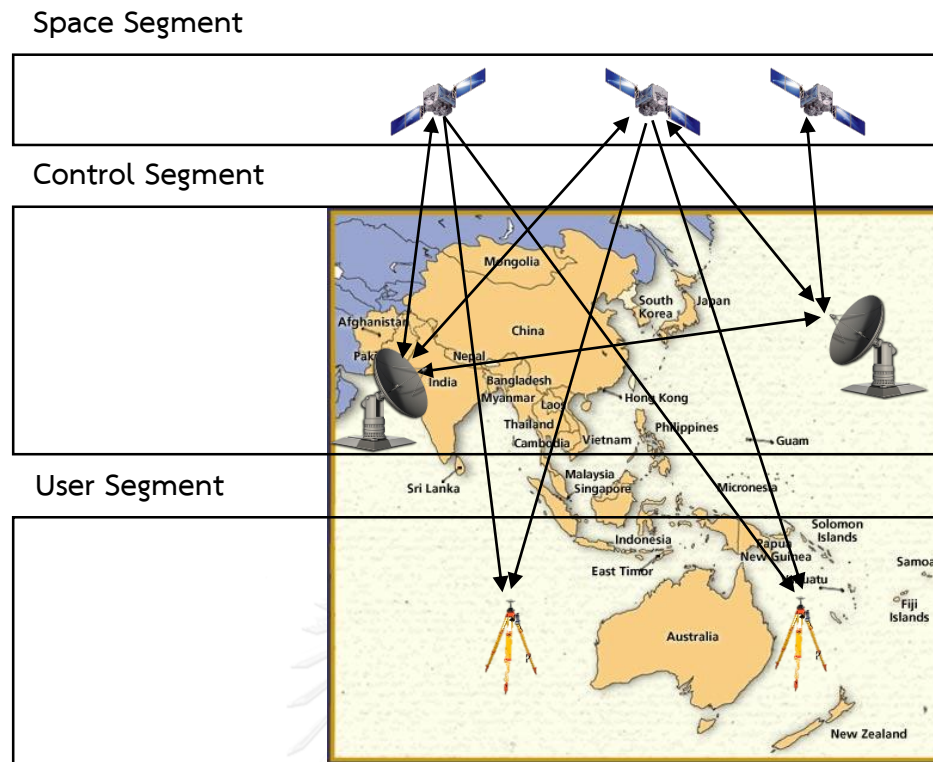 Space Segment
Control Segment
Mongolia
South
Korea
Japan
Afghanistan
China
Nepal
India
Bangladesh
Myanmar
Laos
Hong Kong
Thailand
Philippines
Cambodia
Vietnam
Guam
Malaysia
Singapore
Sri Lanka
Micronesia
User Segment
Solomon
Islands
Indonesia
Papua
New Guinea
East Timor
Samoa
Fiji
Islands
Australia
New Zealand